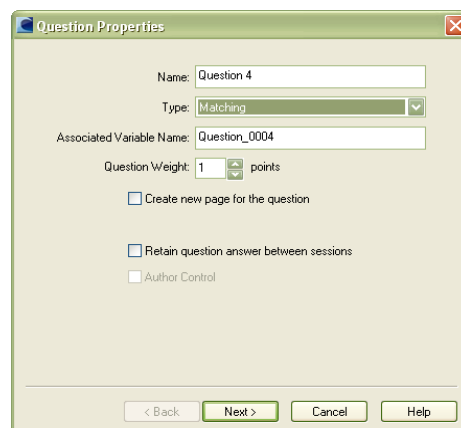 Question Properties
Name: Question 4
Type: Matching
Associated Variable Name: Question_0004
Question Weight: 1 points
Create new page for the question
Retain question answer between sessions
Author Control
< Back Next > Cancel Help